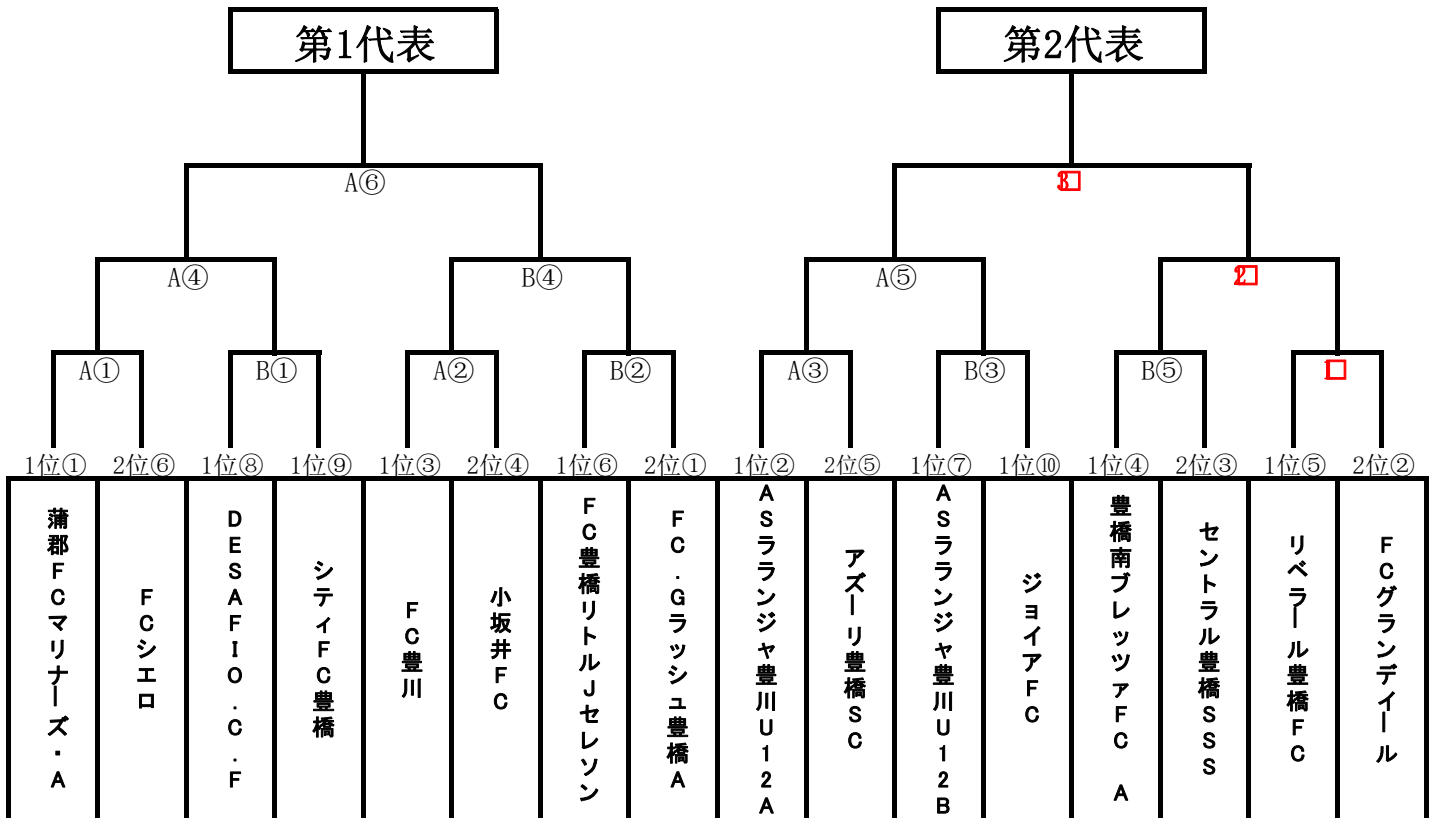 第1代表
第2代表
A⑥
3
A④
B④
A⑤
2
A①
B①
A②
B②
A③
B③
B⑤
1
1位①
2位⑥
1位⑧
1位⑨
1位③
2位④
1位⑥
2位①
1位②
2位⑤
1位⑦
1位⑩
1位④
2位③
1位⑤
2位②
蒲郡FCマリナーズ・A
FCシエロ
DESAFIO.C.F
シティFC豊橋
FC豊川
小坂井FC
FC豊橋リトルJセレソン
FC.Gラッシュ豊橋A
ASラランジャ豊川U12A
アズーリ豊橋SC
ASラランジャ豊川U12B
ジョイアFC
豊橋南ブレッツァFC A
セントラル豊橋SSS
リベラール豊橋FC
FCグランデイール